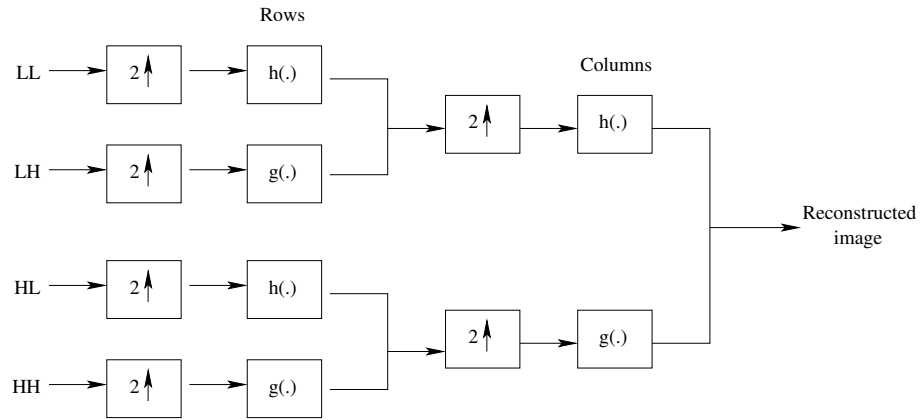 Rows
LL 2 h(.)
Columns
2 h(.)
LH 2 g(.)
Reconstructed
image
HL 2 h(.)
2 g(.)
HH 2 g(.)